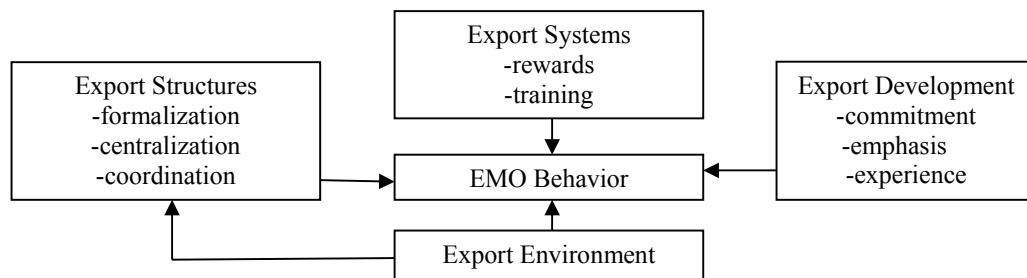 Export Systems
-rewards
-training
Export Structures
-formalization
-centralization
-coordination
Export Development
-commitment
-emphasis
-experience
EMO Behavior
Export Environment